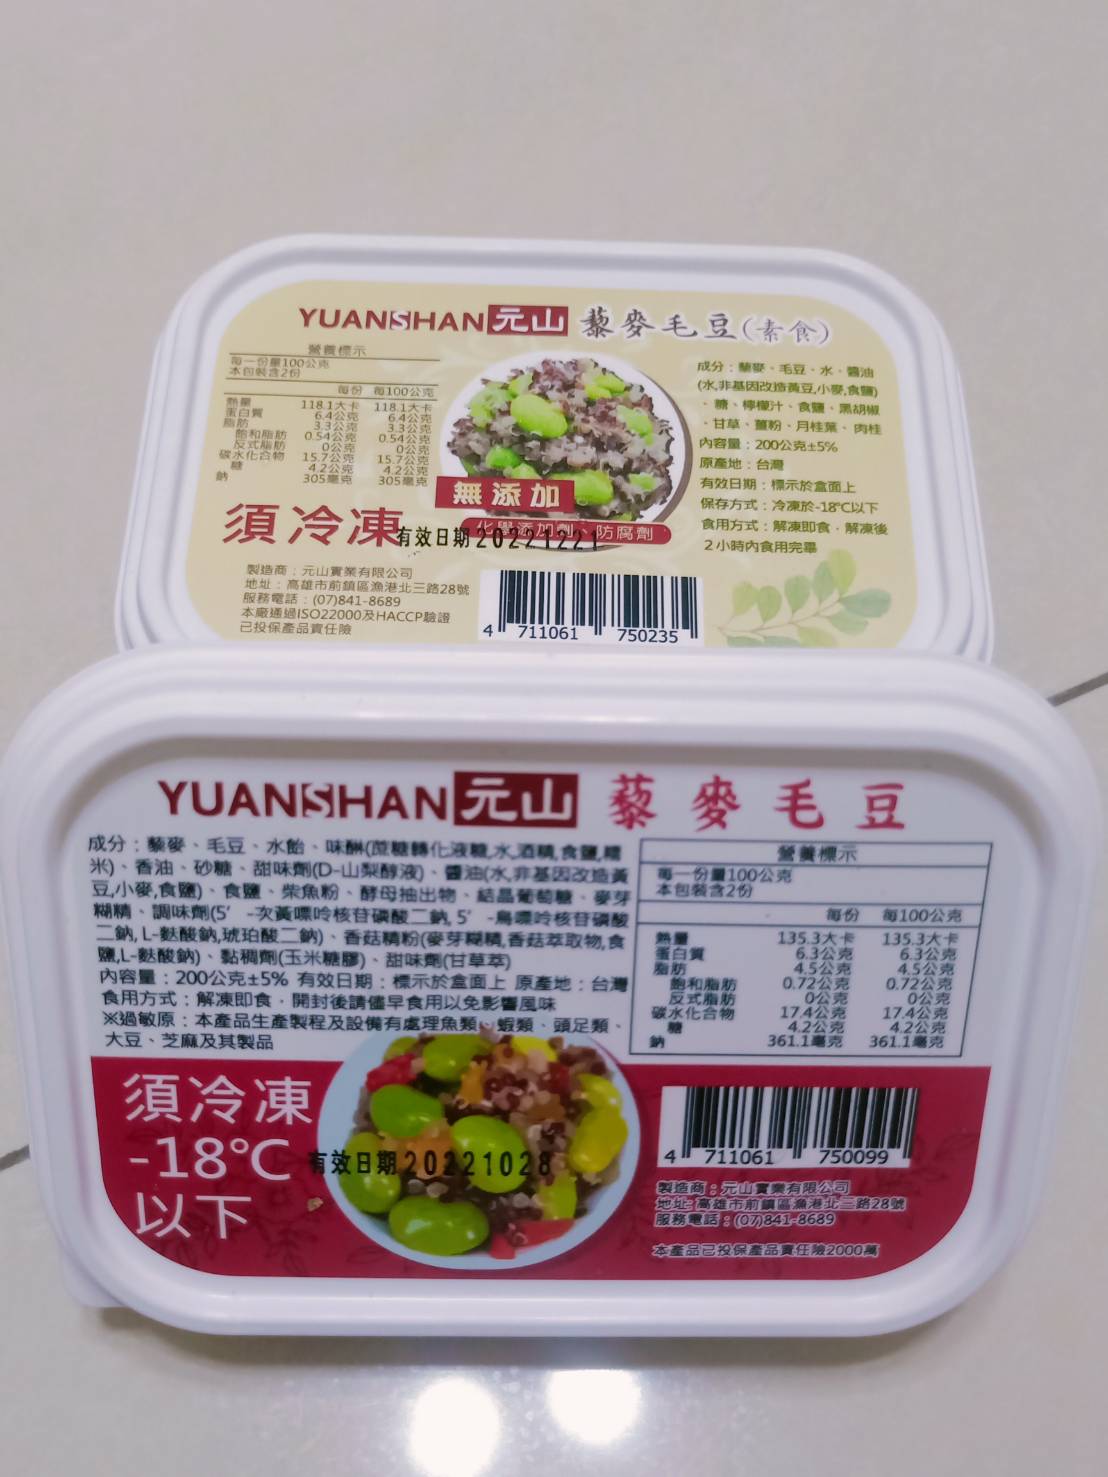 YUANSHAN 元山 藜麥毛豆(素食)
營養標示
每一份量100公克
本包裝含2份
每份 每100公克
熱量 118.1大卡 118.1大卡
蛋白質 6.4公克 6.4公克
脂肪 3.3公克 3.3公克
飽和脂肪 0.54公克 0.54公克
反式脂肪 0公克 0公克
碳水化合物 15.7公克 15.7公克
糖 4.2公克 4.2公克
鈉 305毫克 305毫克
成分：藜麥、毛豆、水、醬油
(水,非基因改造黃豆,小麥,食鹽)
、糖、檸檬汁、食鹽、黑胡椒
、甘草、薑粉、月桂葉、肉桂
內容量：200公克±5%
原產地：台灣
有效日期：標示於盒面上
保存方式：冷凍於-18℃以下
食用方式：解凍即食，解凍後
2小時內食用完畢
無添加
化學添加劑、防腐劑
須冷凍
有效日期 20221221
製造商：元山實業有限公司
地址：高雄市前鎮區漁港北三路28號
服務電話：(07)841-8689
本廠通過ISO22000及HACCP驗證
已投保產品責任險
4 711061 750235
YUANSHAN 元山 藜麥毛豆
成分：藜麥、毛豆、水飴、味醂(蔗糖轉化液糖,水,酒精,食鹽,糯
米)、香油、砂糖、甜味劑(D-山梨醇液)、醬油(水,非基因改造黃
豆,小麥,食鹽)、食鹽、柴魚粉、酵母抽出物、結晶葡萄糖、麥芽
糊精、調味劑(5'-次黃嘌呤核苷磷酸二鈉,5'-鳥嘌呤核苷磷酸
二鈉,L-麩酸鈉,琥珀酸二鈉)、香菇精粉(麥芽糊精,香菇萃取物,食
鹽,L-麩酸鈉)、黏稠劑(玉米糖膠)、甜味劑(甘草萃)
內容量：200公克±5% 有效日期：標示於盒面上 原產地：台灣
食用方式：解凍即食，開封後請儘早食用以免影響風味
※過敏原：本產品生產製程及設備有處理魚類、蝦類、頭足類、
大豆、芝麻及其製品
營養標示
每一份量100公克
本包裝含2份
每份 每100公克
熱量 135.3大卡 135.3大卡
蛋白質 6.3公克 6.3公克
脂肪 4.5公克 4.5公克
飽和脂肪 0.72公克 0.72公克
反式脂肪 0公克 0公克
碳水化合物 17.4公克 17.4公克
糖 4.2公克 4.2公克
鈉 361.1毫克 361.1毫克
須冷凍
-18℃
以下
有效日期 20221028
4 711061 750099
製造商：元山實業有限公司
地址：高雄市前鎮區漁港北三路28號
服務電話：(07)841-8689
本產品已投保產品責任險2000萬